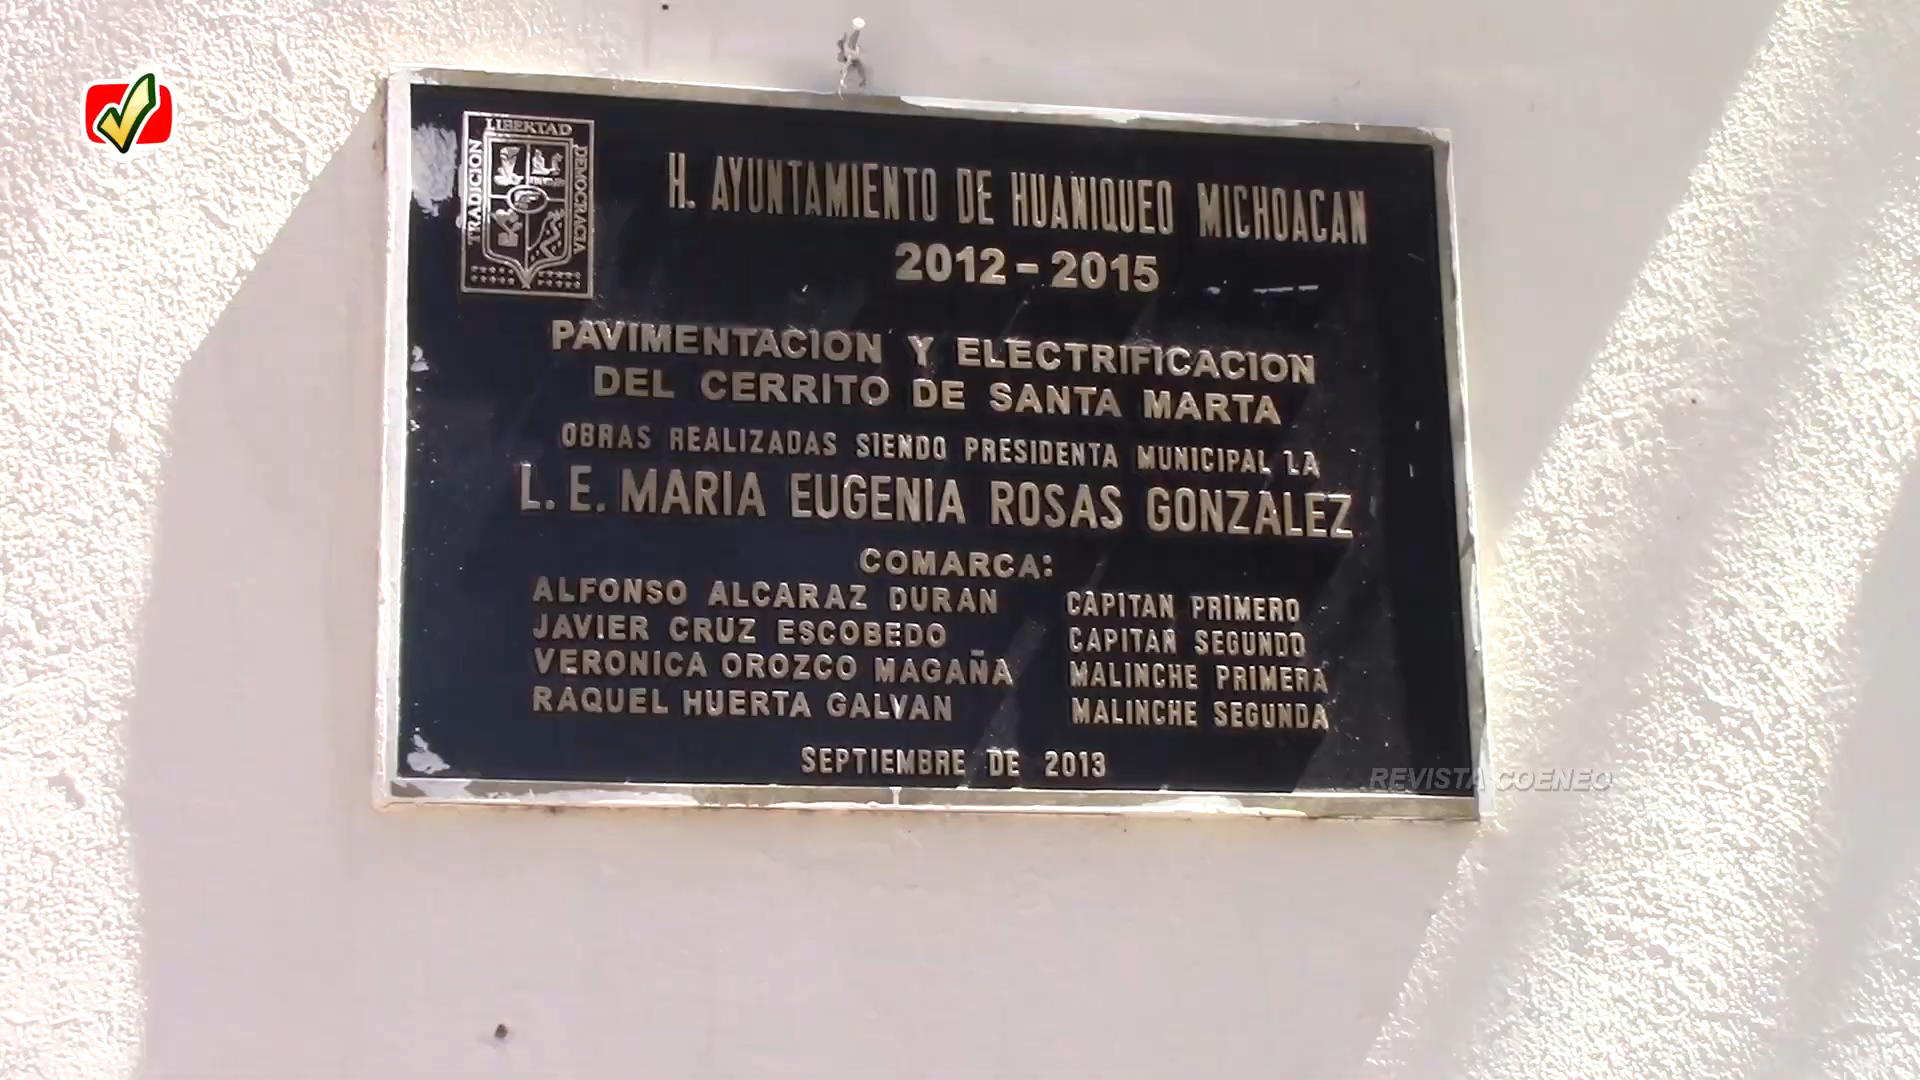 LIBERTAD
TRADICION
DEMOCRACIA
H. AYUNTAMIENTO DE HUANIQUEO MICHOACAN
2012 - 2015
PAVIMENTACION Y ELECTRIFICACION
DEL CERRITO DE SANTA MARTA
OBRAS REALIZADAS SIENDO PRESIDENTA MUNICIPAL LA
L. E. MARIA EUGENIA ROSAS GONZALEZ
COMARCA:
ALFONSO ALCARAZ DURAN CAPITAN PRIMERO
JAVIER CRUZ ESCOBEDO CAPITAN SEGUNDO
VERONICA OROZCO MAGAÑA MALINCHE PRIMERA
RAQUEL HUERTA GALVAN MALINCHE SEGUNDA
SEPTIEMBRE DE 2013
REVISTA COENEO